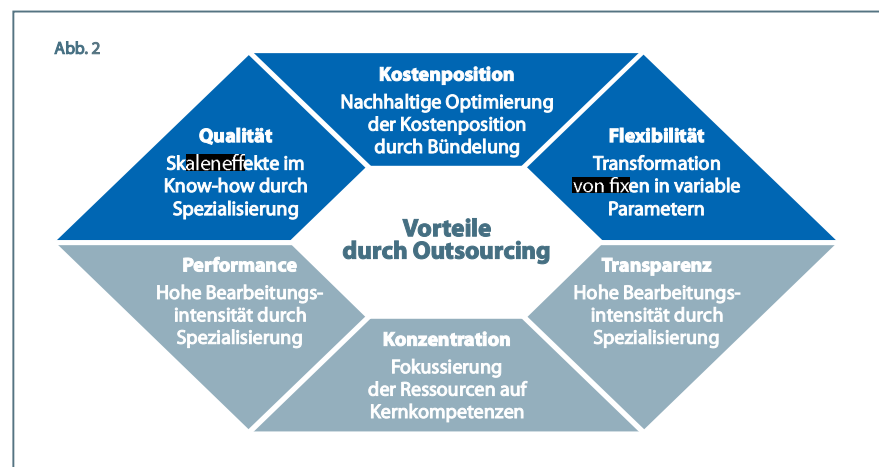 Abb. 2
Kostenposition
Nachhaltige Optimierung
der Kostenposition
durch Bündelung
Qualität
Skaleneffekte im
Know-how durch
Spezialisierung
Flexibilität
Transformation
von fixen in variable
Parametern
Vorteile
durch Outsourcing
Performance
Hohe Bearbeitungs-
intensität durch
Spezialisierung
Transparenz
Hohe Bearbeitungs-
intensität durch
Spezialisierung
Konzentration
Fokussierung
der Ressourcen auf
Kernkompetenzen